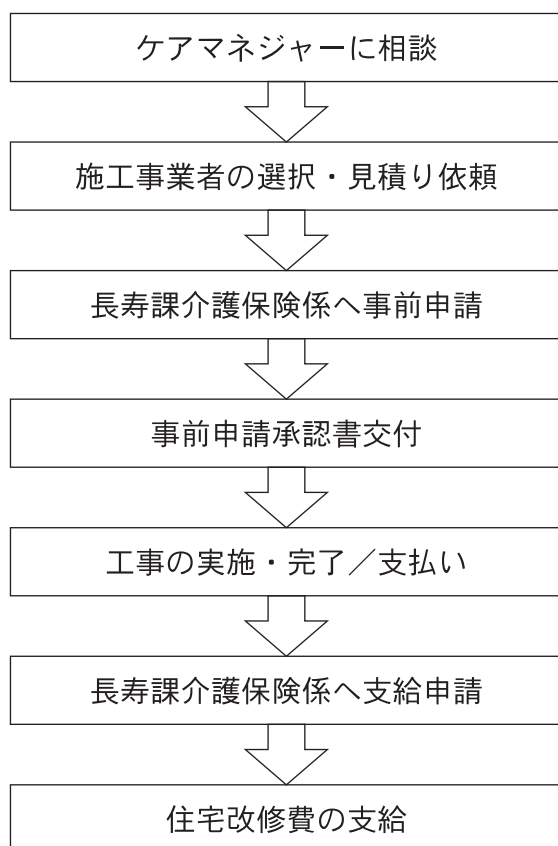 ケアマネジャーに相談
施工事業者の選択・見積り依頼
長寿課介護保険係へ事前申請
事前申請承認書交付
工事の実施・完了／支払い
長寿課介護保険係へ支給申請
住宅改修費の支給